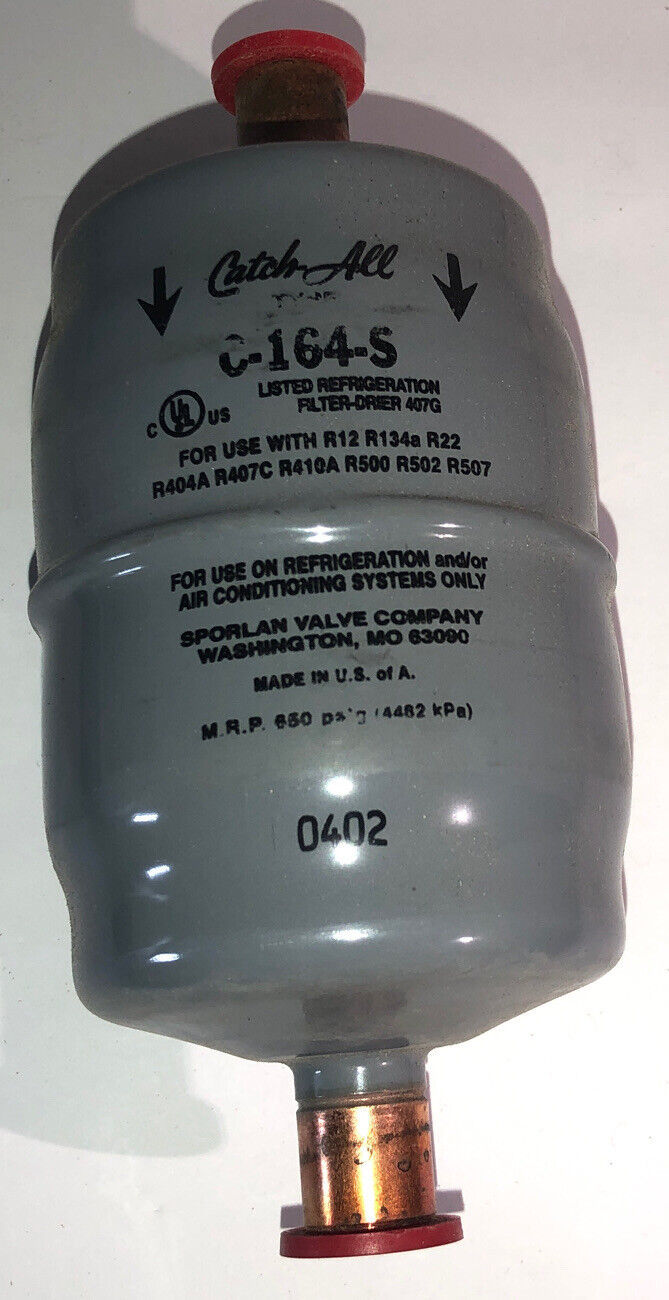 Catch-All
C-164-S
LISTED REFRIGERATION
FILTER-DRIER 407G
C UL US
FOR USE WITH R12 R134a R22
R404A R407C R410A R500 R502 R507
FOR USE ON REFRIGERATION and/or
AIR CONDITIONING SYSTEMS ONLY
SPORLAN VALVE COMPANY
WASHINGTON, MO 63090
MADE IN U.S. of A.
M.R.P. 650 psig (4482 kPa)
0402